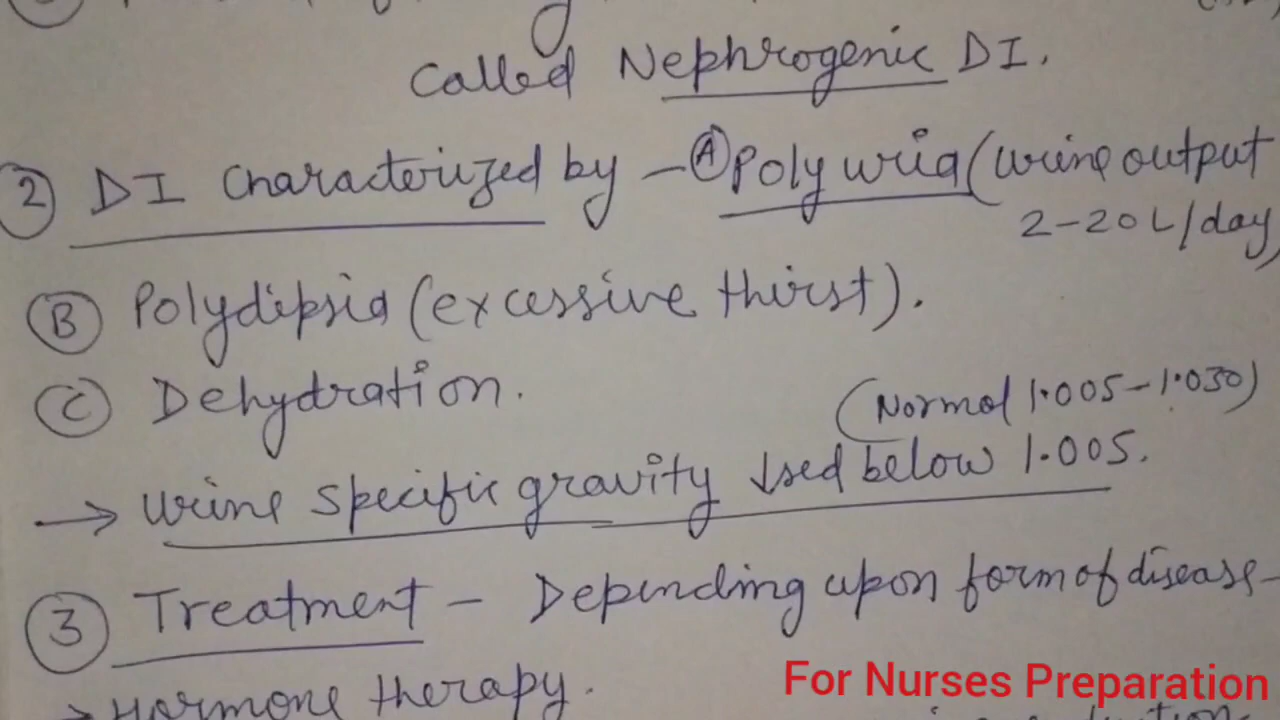 called Nephrogenic DI.
② DI Characterized by - Ⓐ Polyuria (urine output
2-20L/day)
Ⓑ Polydipsia (excessive thirst).
Ⓒ Dehydration.
(Normal 1.005-1.030)
→ Urine specific gravity ↓sed below 1.005.
③ Treatment - Depending upon form of disease-
→ Hormone therapy.
For Nurses Preparation